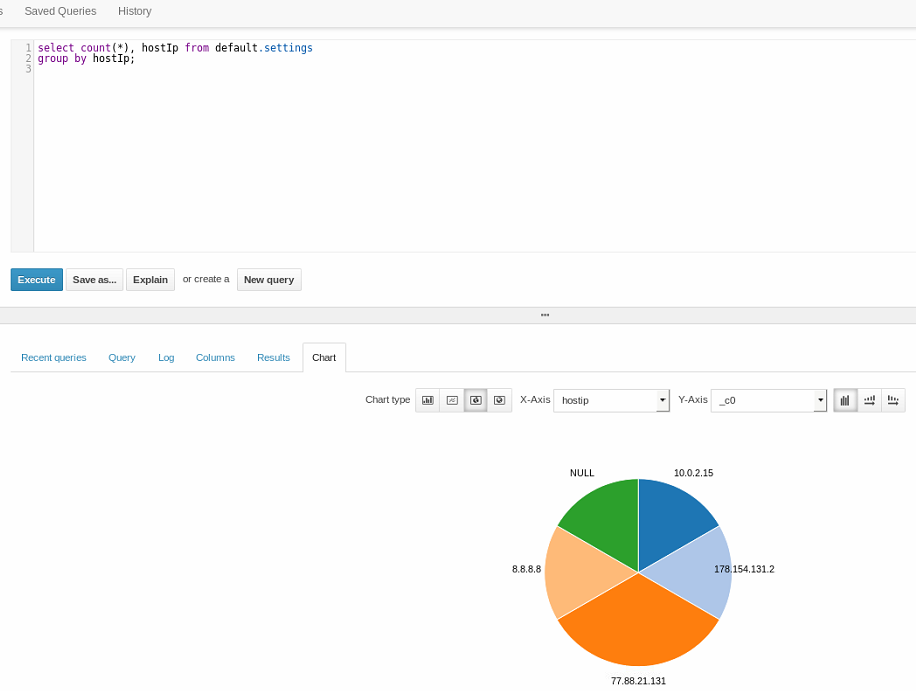 s Saved Queries History
1 select count(*), hostIp from default.settings
2 group by hostIp;
3
Execute Save as... Explain or create a New query
Recent queries Query Log Columns Results Chart
Chart type X-Axis hostip Y-Axis _c0
NULL 10.0.2.15
8.8.8.8 178.154.131.2
77.88.21.131